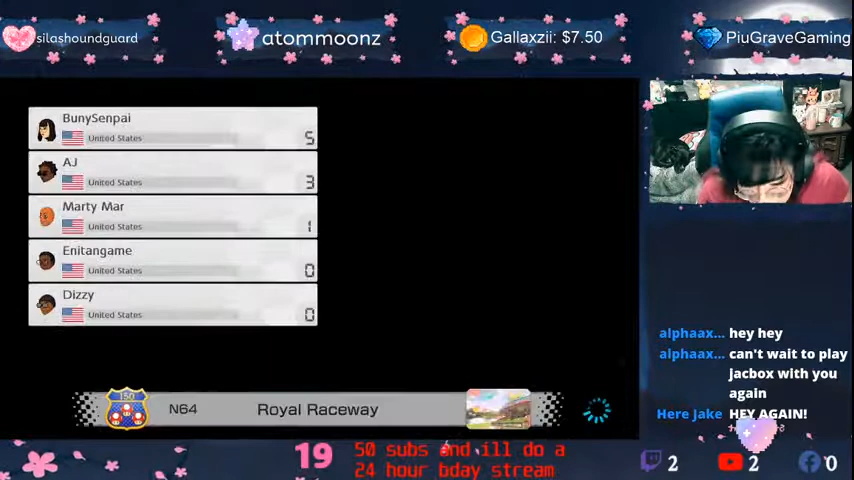 silashoundguard
atommoonz
Gallaxzii: $7.50
PiuGraveGaming
BunySenpai
United States
5
AJ
United States
3
Marty Mar
United States
1
Enitangame
United States
0
Dizzy
United States
0
150
N64
Royal Raceway
alphaax... hey hey
alphaax... can't wait to play
jacbox with you
again
Here Jake HEY AGAIN!
19
50 subs and ill do a
24 hour bday stream
2
2
0